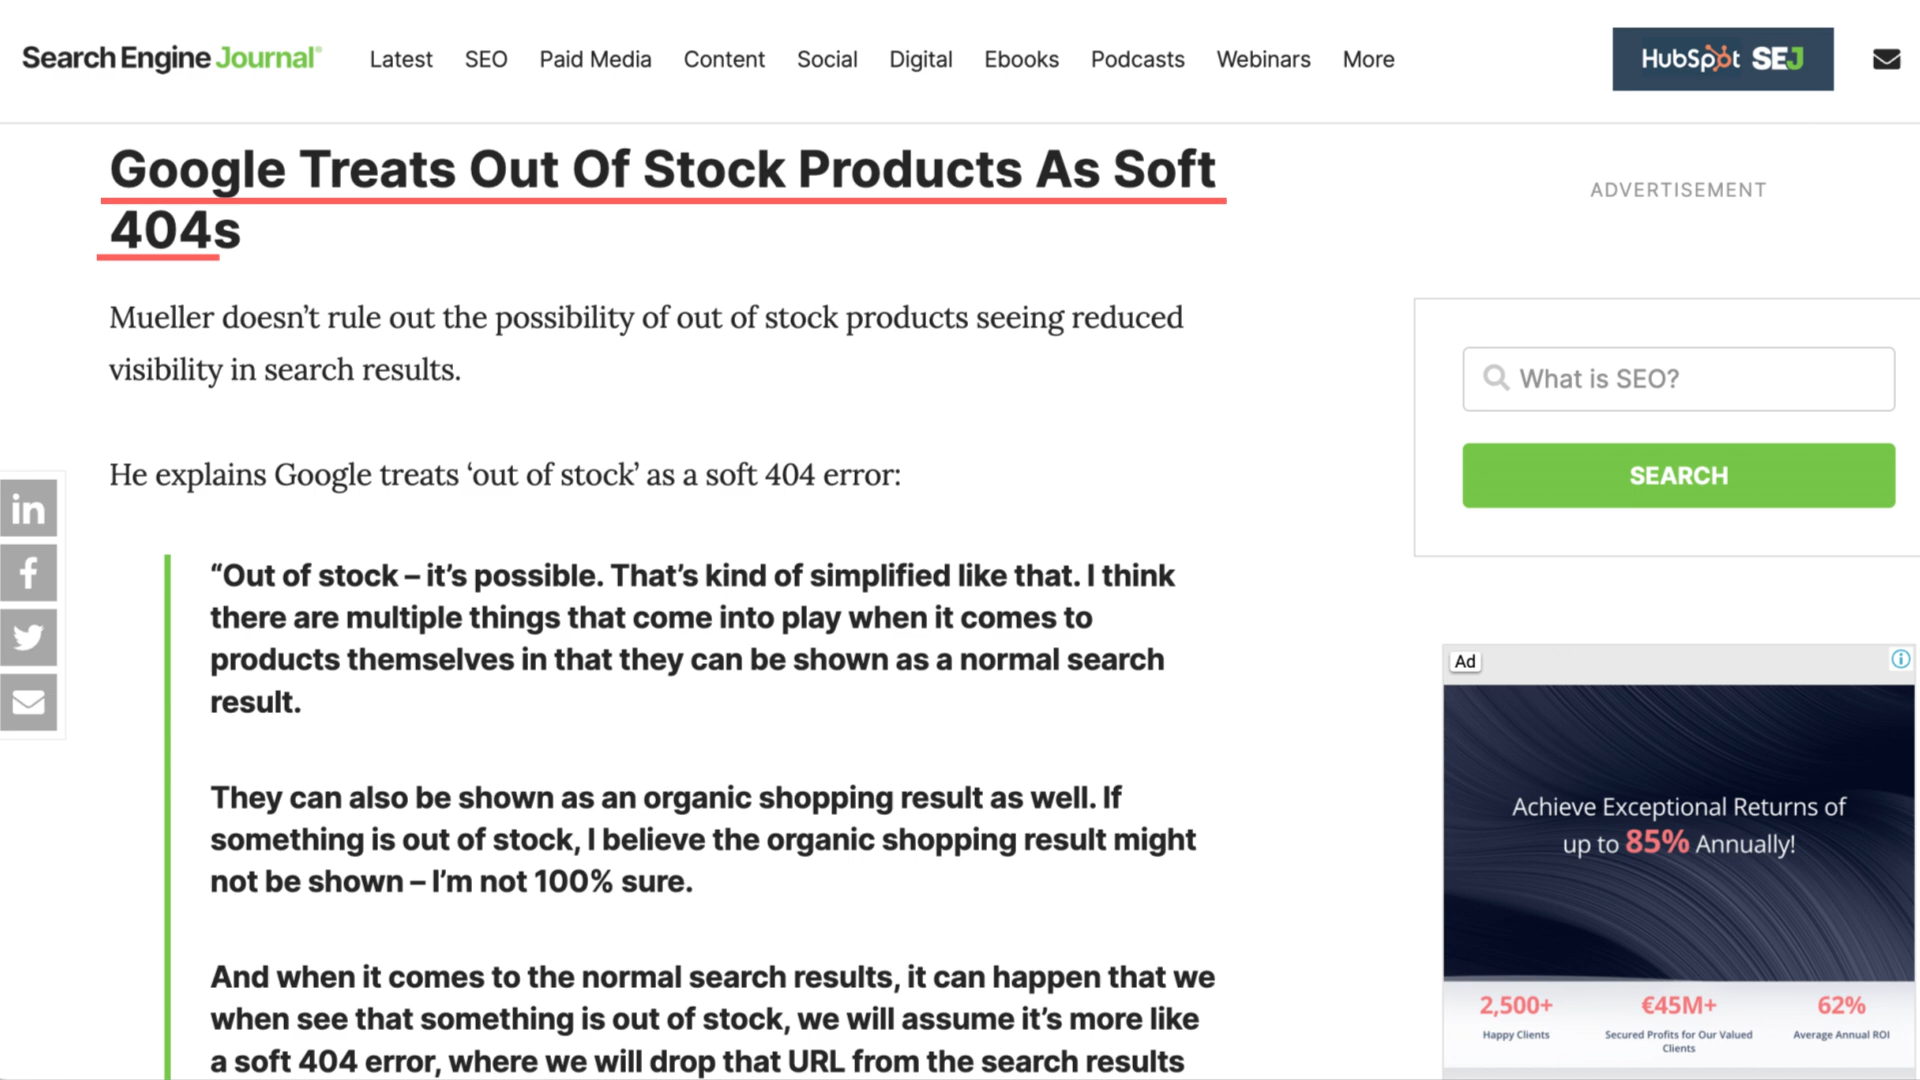 Search Engine Journal
Latest SEO Paid Media Content Social Digital Ebooks Podcasts Webinars More
HubSpot SEJ
Google Treats Out Of Stock Products As Soft
404s
Mueller doesn’t rule out the possibility of out of stock products seeing reduced
visibility in search results.
He explains Google treats ‘out of stock’ as a soft 404 error:
“Out of stock – it’s possible. That’s kind of simplified like that. I think
there are multiple things that come into play when it comes to
products themselves in that they can be shown as a normal search
result.
They can also be shown as an organic shopping result as well. If
something is out of stock, I believe the organic shopping result might
not be shown – I’m not 100% sure.
And when it comes to the normal search results, it can happen that we
when see that something is out of stock, we will assume it’s more like
a soft 404 error, where we will drop that URL from the search results
in
f
ADVERTISEMENT
What is SEO?
SEARCH
Ad
Achieve Exceptional Returns of
up to 85% Annually!
2,500+ €45M+ 62%
Happy Clients Secured Profits for Our Valued Average Annual ROI
Clients